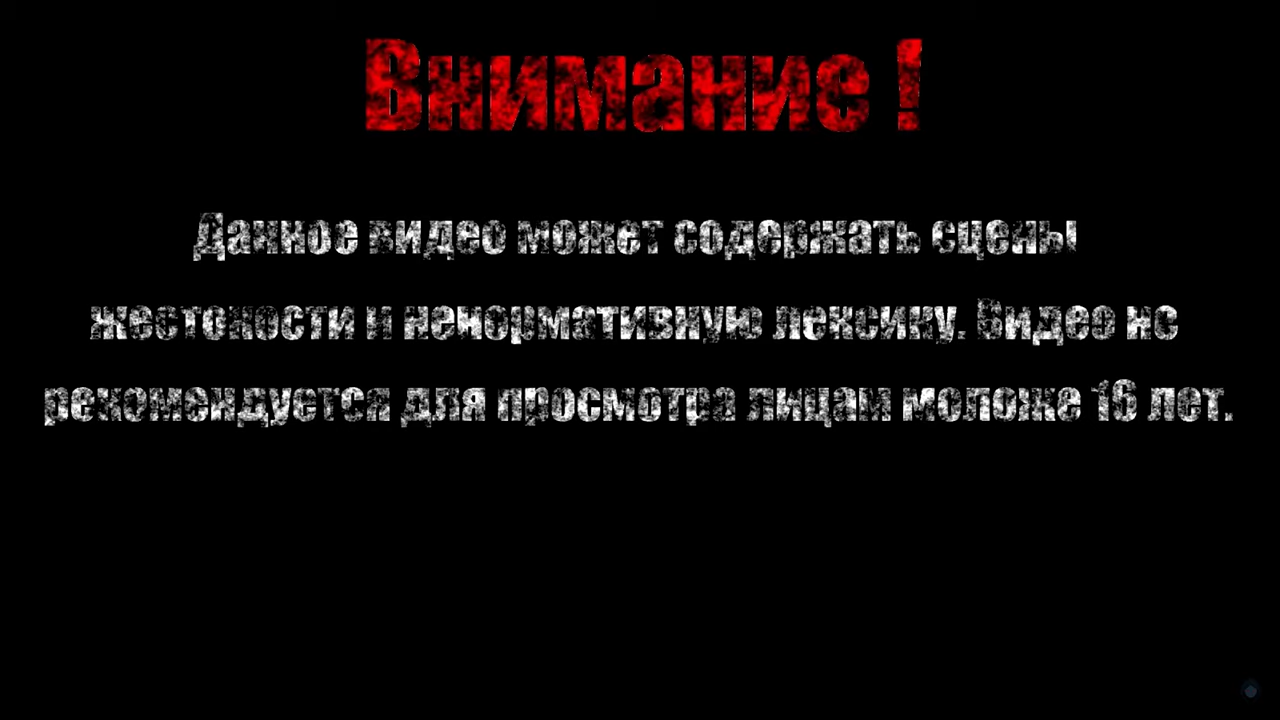 Внимание !
Данное видео может содержать сцены
жестокости и ненормативную лексику. Видео не
рекомендуется для просмотра лицам моложе 16 лет.